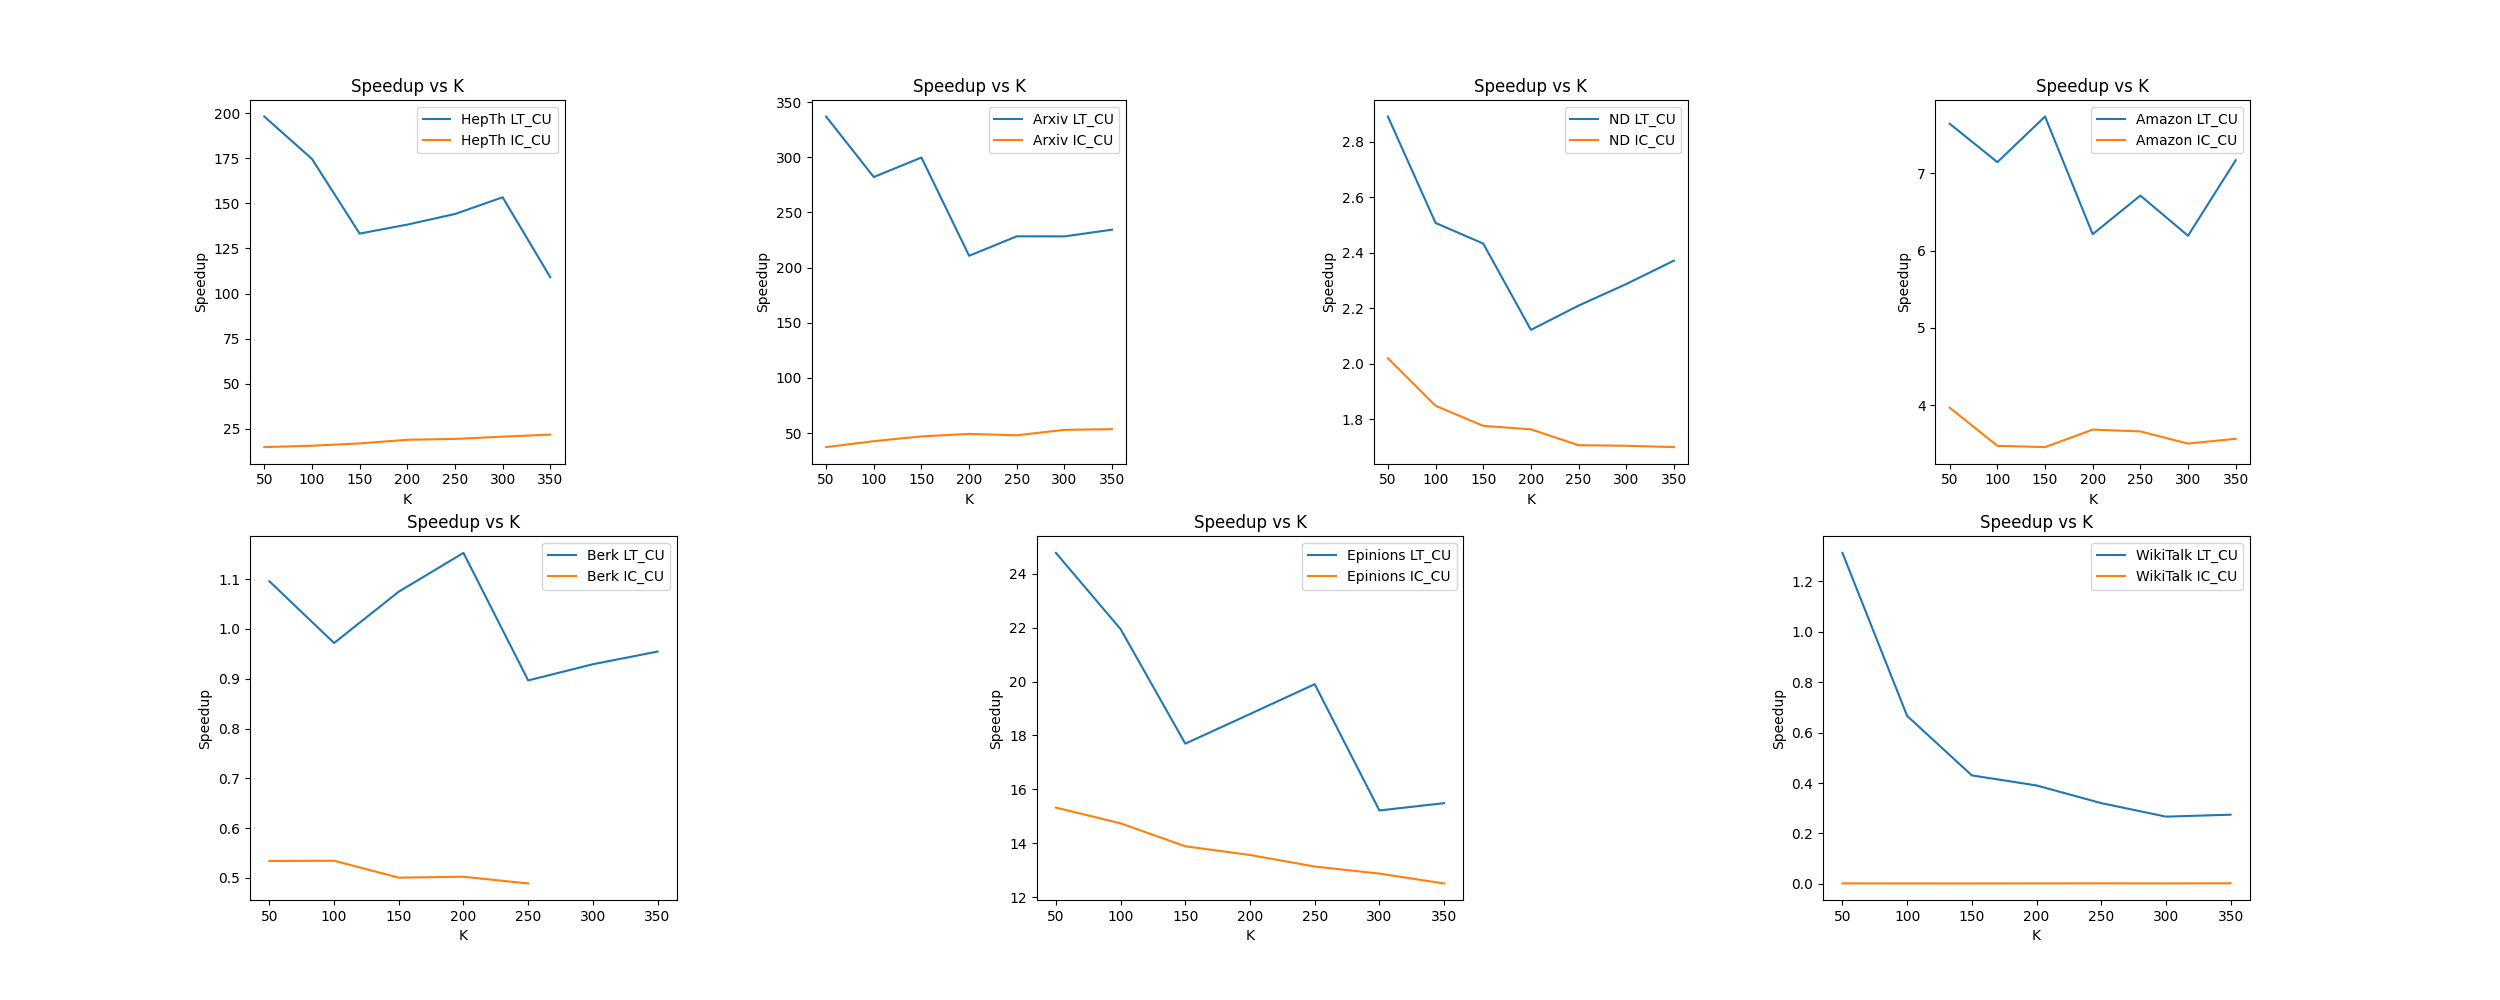 Speedup vs K
HepTh LT_CU
HepTh IC_CU
200
175
150
125
100
75
50
25
Speedup
50 100 150 200 250 300 350
K
Speedup vs K
Arxiv LT_CU
Arxiv IC_CU
350
300
250
200
150
100
50
Speedup
50 100 150 200 250 300 350
K
Speedup vs K
ND LT_CU
ND IC_CU
2.8
2.6
2.4
2.2
2.0
1.8
Speedup
50 100 150 200 250 300 350
K
Speedup vs K
Amazon LT_CU
Amazon IC_CU
7
6
5
4
Speedup
50 100 150 200 250 300 350
K
Speedup vs K
Berk LT_CU
Berk IC_CU
1.1
1.0
0.9
0.8
0.7
0.6
0.5
Speedup
50 100 150 200 250 300 350
K
Speedup vs K
Epinions LT_CU
Epinions IC_CU
24
22
20
18
16
14
12
Speedup
50 100 150 200 250 300 350
K
Speedup vs K
WikiTalk LT_CU
WikiTalk IC_CU
1.2
1.0
0.8
0.6
0.4
0.2
0.0
Speedup
50 100 150 200 250 300 350
K